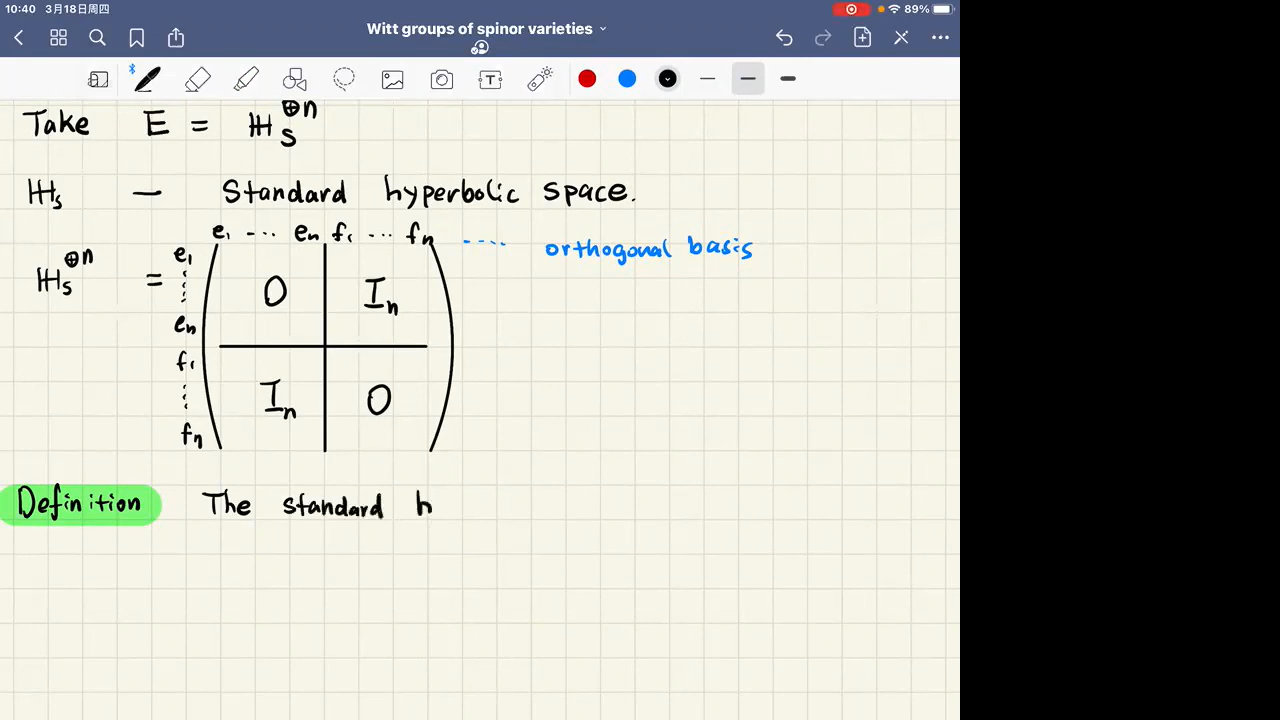 10:40 3月18日周四
89%
Witt groups of spinor varieties
T
Take E = ℍ_S^{⊕n}
ℍ_S — Standard hyperbolic space.
e₁ ... eₙ f₁ ... fₙ .... orthogonal basis
ℍ_S^{⊕n} =
e₁
⋮
eₙ
f₁
⋮
fₙ
0 Iₙ
Iₙ 0
Definition The standard h